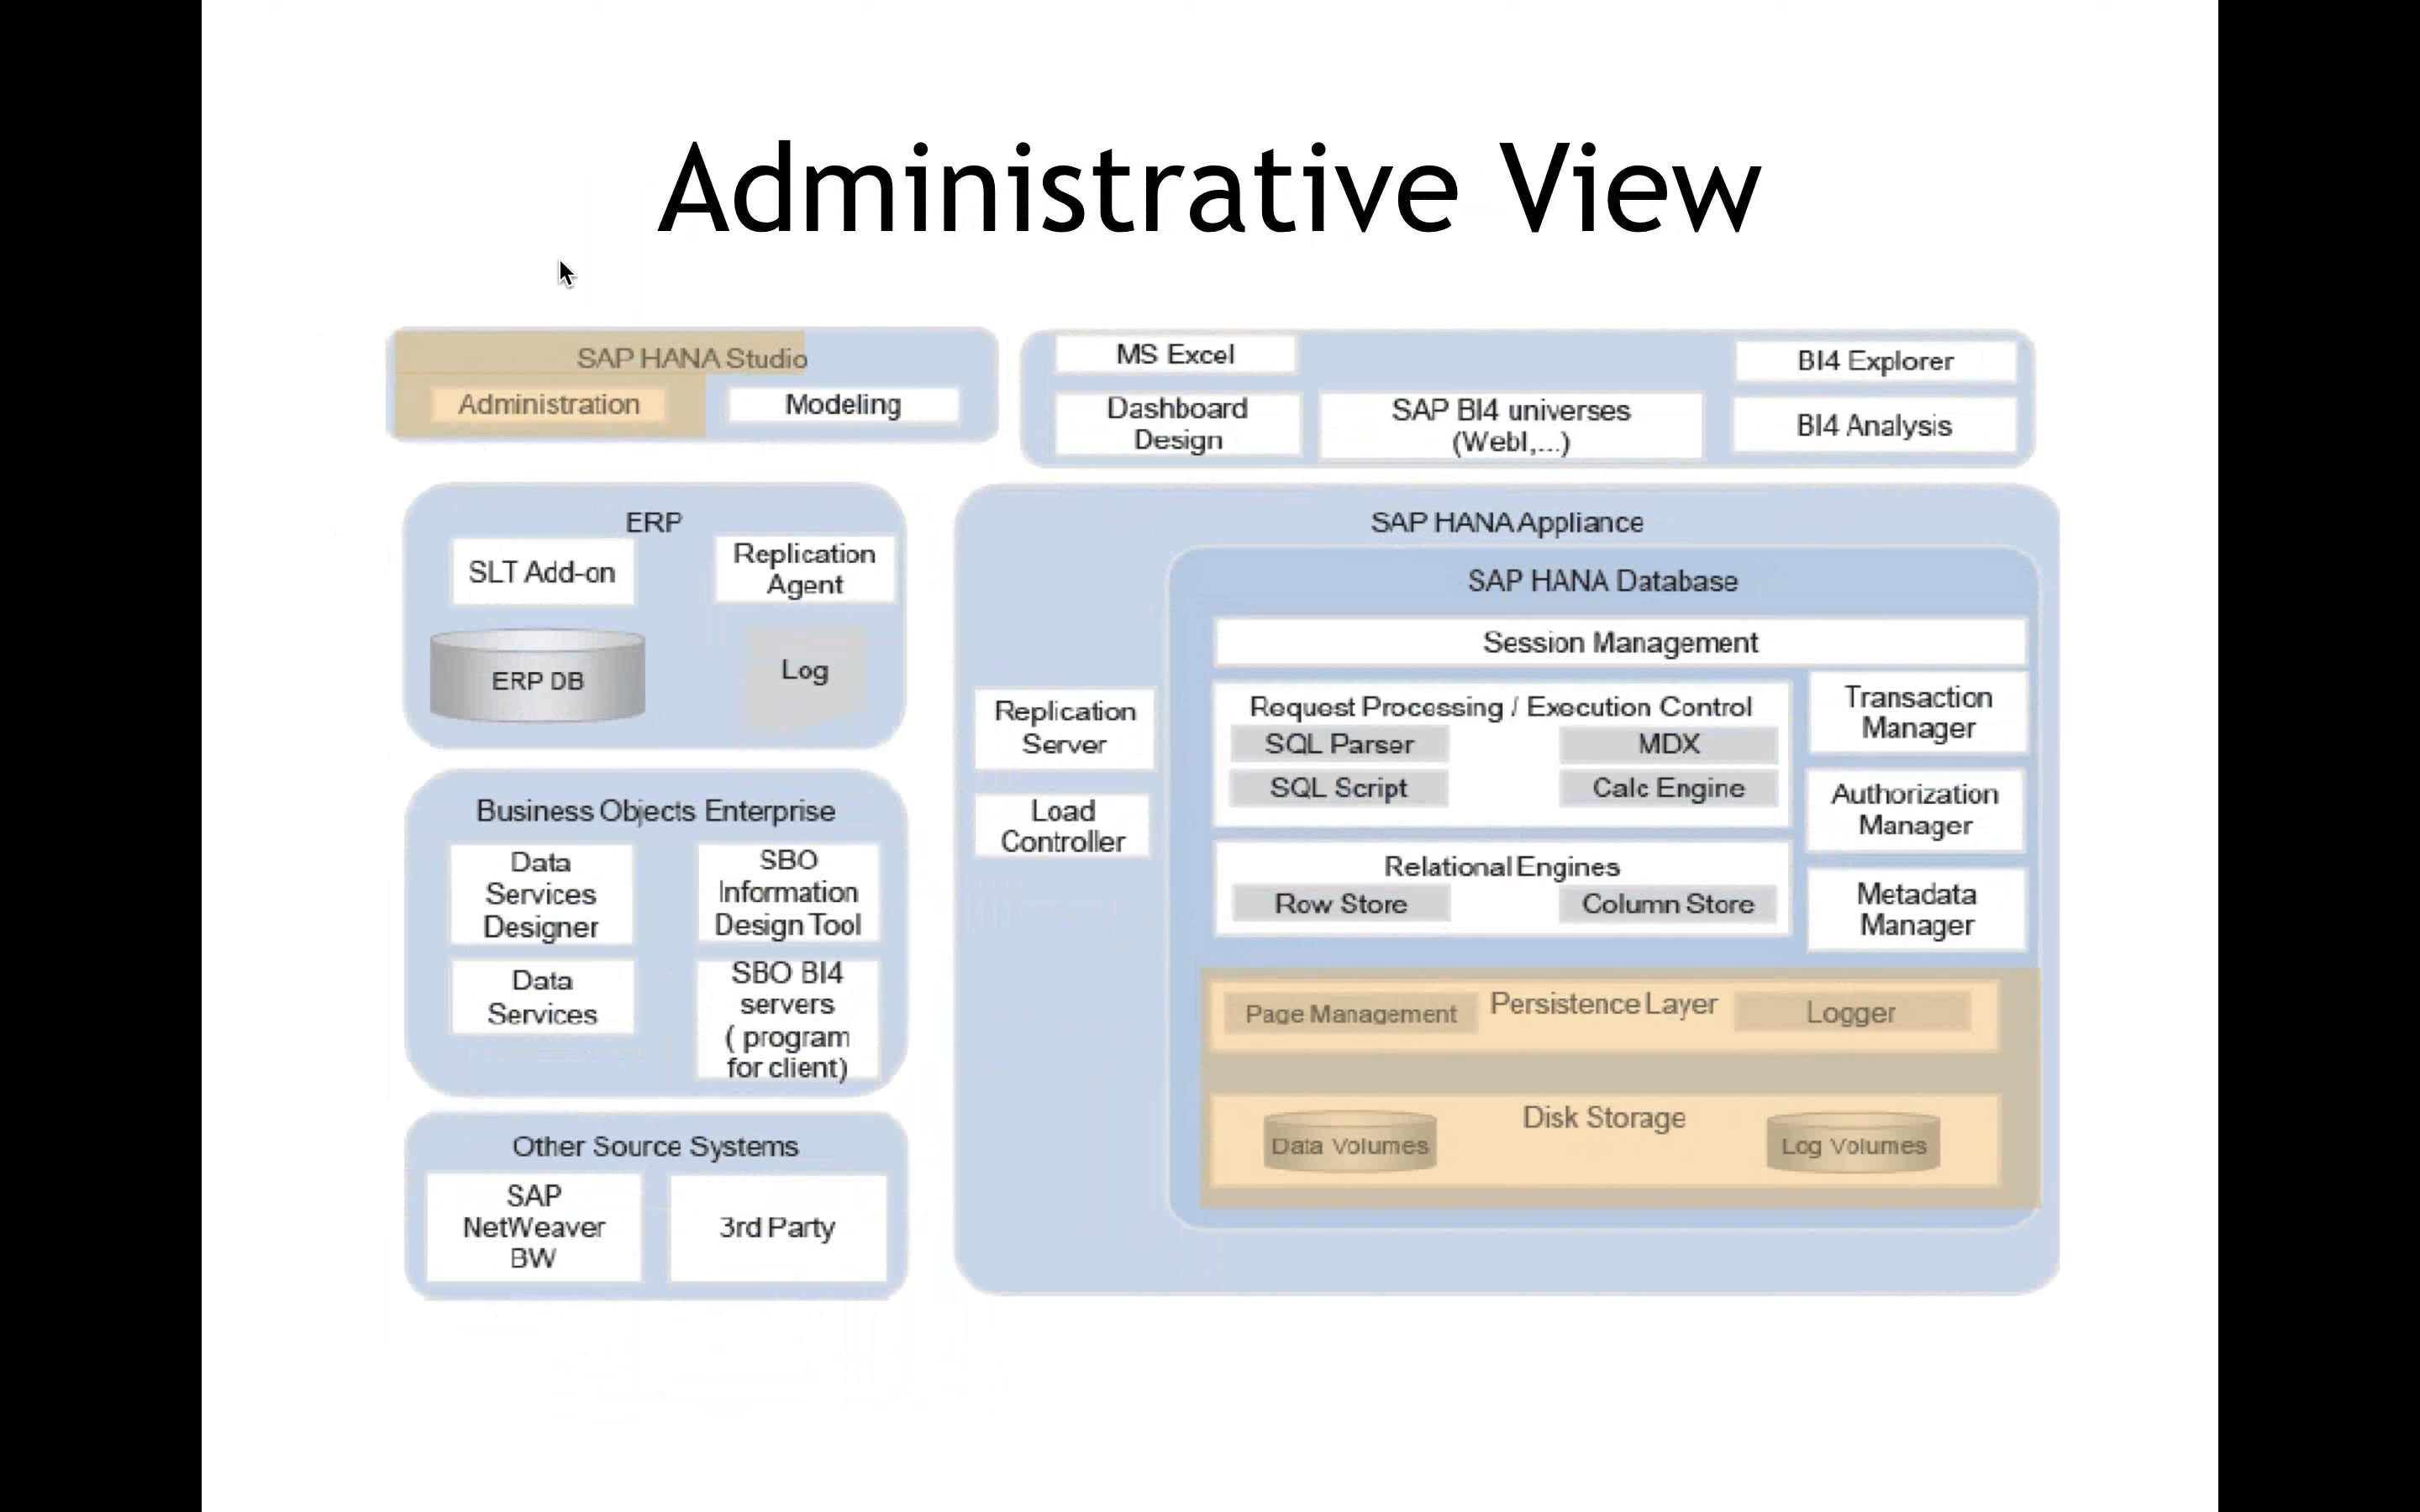 Administrative View
SAP HANA Studio
Administration
Modeling
MS Excel
Dashboard
Design
SAP BI4 universes
(WebI,...)
BI4 Explorer
BI4 Analysis
ERP
SLT Add-on
Replication
Agent
ERP DB
Log
Business Objects Enterprise
Data
Services
Designer
SBO
Information
Design Tool
Data
Services
SBO BI4
servers
( program
for client)
Other Source Systems
SAP
NetWeaver
BW
3rd Party
SAP HANA Appliance
Replication
Server
Load
Controller
SAP HANA Database
Session Management
Request Processing / Execution Control
SQL Parser
MDX
SQL Script
Calc Engine
Relational Engines
Row Store
Column Store
Transaction
Manager
Authorization
Manager
Metadata
Manager
Page Management
Persistence Layer
Logger
Disk Storage
Data Volumes
Log Volumes